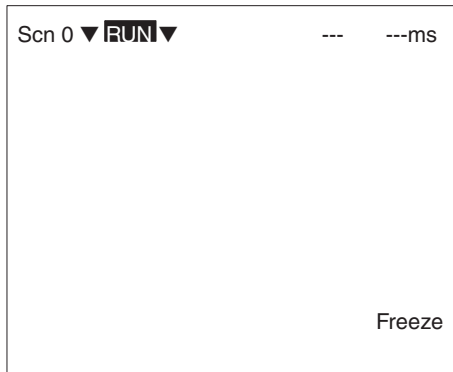 Scn 0 ▼ RUN ▼ --- ---ms
Freeze